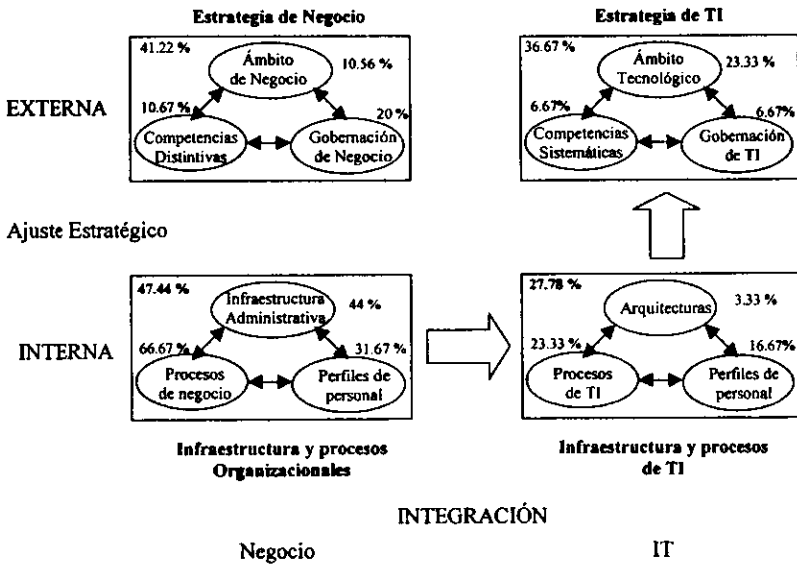 Estrategia de Negocio
Estrategia de TI
EXTERNA
41.22 %
Ámbito
de Negocio
10.56 %
10.67 %
20 %
Competencias
Distintivas
Gobernación
de Negocio
36.67 %
Ámbito
Tecnológico
23.33 %
6.67%
6.67%
Competencias
Sistemáticas
Gobernación
de TI
Ajuste Estratégico
INTERNA
47.44 %
Infraestructura
Administrativa
44 %
66.67 %
31.67 %
Procesos
de negocio
Perfiles de
personal
27.78 %
Arquitecturas
3.33 %
23.33 %
16.67%
Procesos
de TI
Perfiles de
personal
Infraestructura y procesos
Organizacionales
Infraestructura y procesos
de TI
INTEGRACIÓN
Negocio
IT